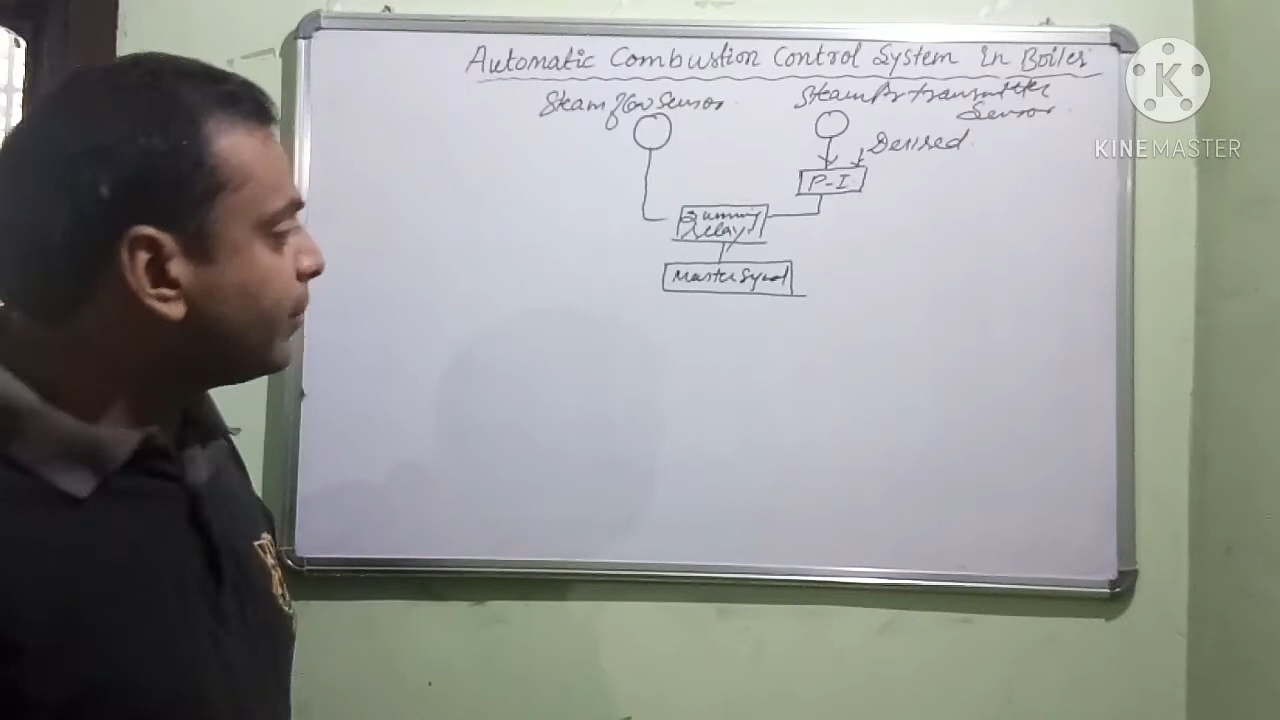 Automatic Combustion Control System In Boiler
Steam flow Sensor
Steam Pr transmitter
Sensor
Desired
P-I
Summing
relay
Master Signal
K
KINEMASTER